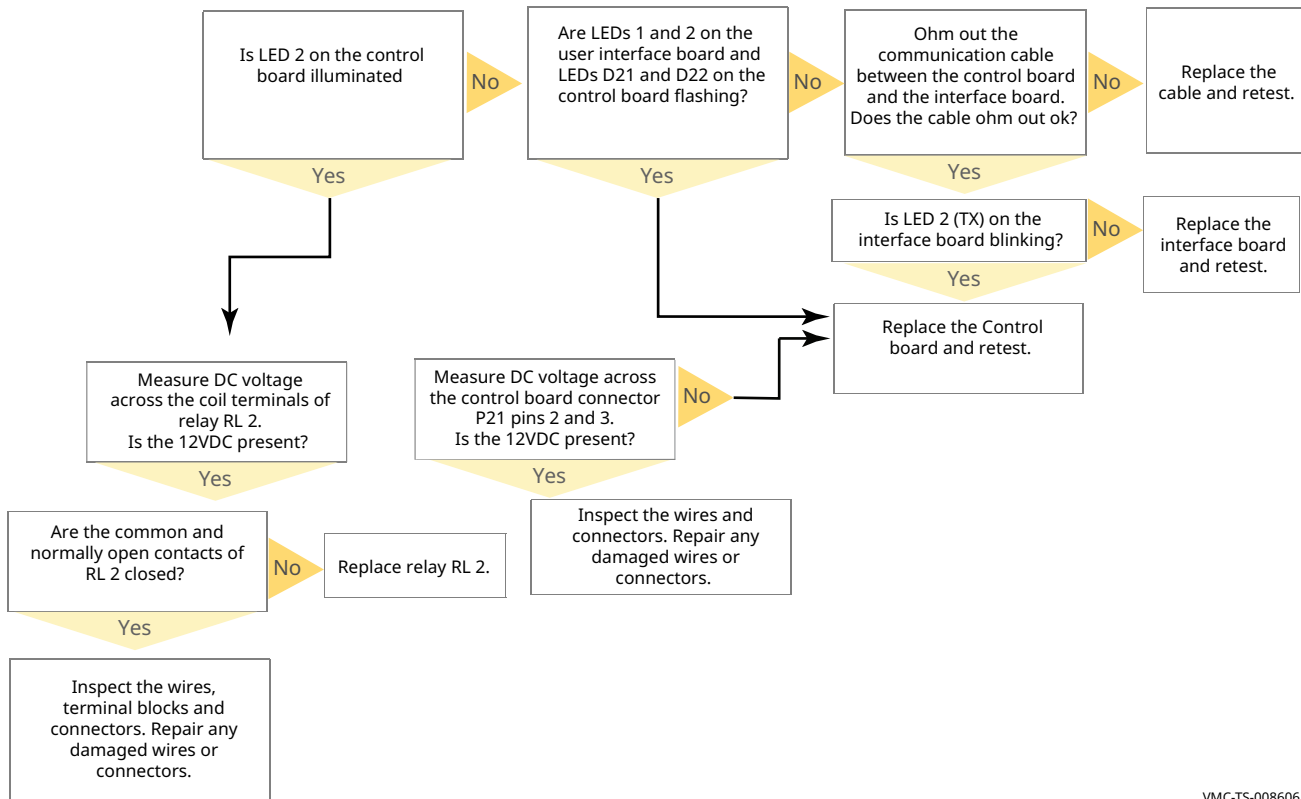 Is LED 2 on the control
board illuminated
No
Yes
Are LEDs 1 and 2 on the
user interface board and
LEDs D21 and D22 on the
control board flashing?
No
Yes
Ohm out the
communication cable
between the control board
and the interface board.
Does the cable ohm out ok?
No
Yes
Replace the
cable and retest.
Is LED 2 (TX) on the
interface board blinking?
No
Yes
Replace the
interface board
and retest.
Replace the Control
board and retest.
Measure DC voltage
across the coil terminals of
relay RL 2.
Is the 12VDC present?
Yes
Measure DC voltage across
the control board connector
P21 pins 2 and 3.
Is the 12VDC present?
No
Yes
Inspect the wires and
connectors. Repair any
damaged wires or
connectors.
Are the common and
normally open contacts of
RL 2 closed?
No
Yes
Replace relay RL 2.
Inspect the wires,
terminal blocks and
connectors. Repair any
damaged wires or
connectors.
VMC-TS-008606